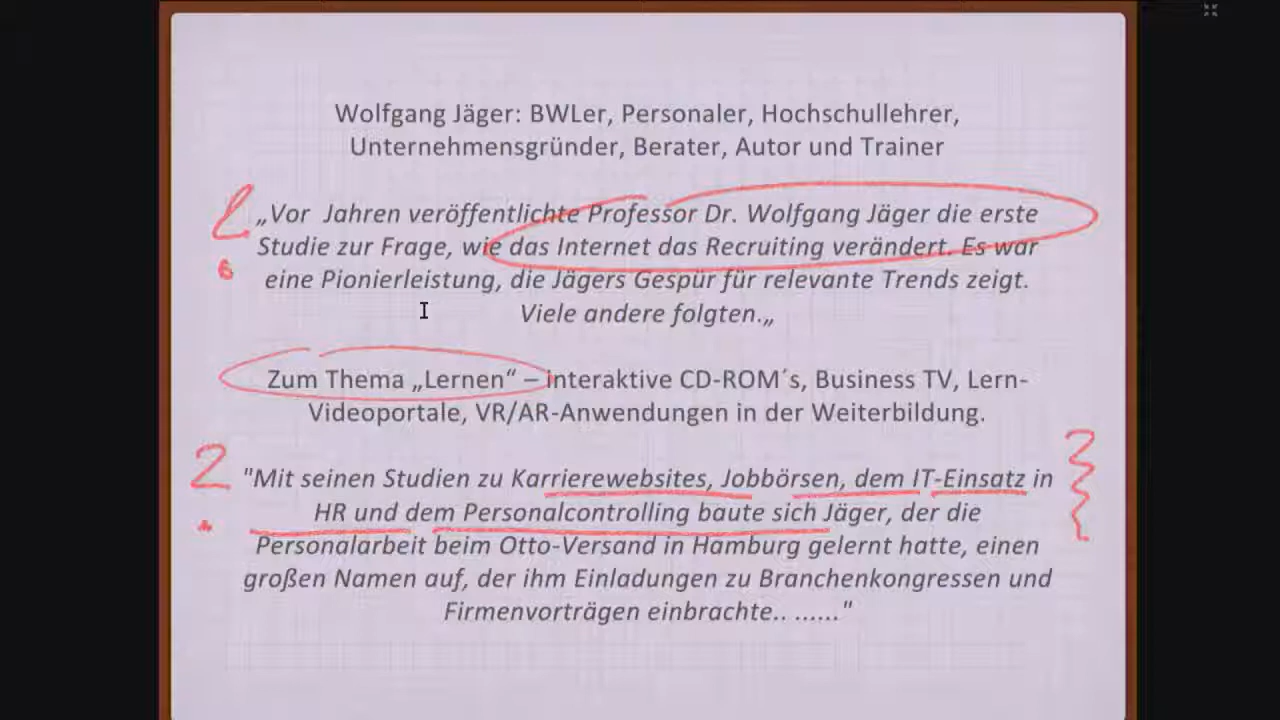 Wolfgang Jäger: BWLer, Personaler, Hochschullehrer,
Unternehmensgründer, Berater, Autor und Trainer
„Vor Jahren veröffentlichte Professor Dr. Wolfgang Jäger die erste
Studie zur Frage, wie das Internet das Recruiting verändert. Es war
eine Pionierleistung, die Jägers Gespür für relevante Trends zeigt.
Viele andere folgten.„
Zum Thema „Lernen“ – interaktive CD-ROM´s, Business TV, Lern-
Videoportale, VR/AR-Anwendungen in der Weiterbildung.
2
"Mit seinen Studien zu Karrierewebsites, Jobbörsen, dem IT-Einsatz in
HR und dem Personalcontrolling baute sich Jäger, der die
Personalarbeit beim Otto-Versand in Hamburg gelernt hatte, einen
großen Namen auf, der ihm Einladungen zu Branchenkongressen und
Firmenvorträgen einbrachte.. ......"